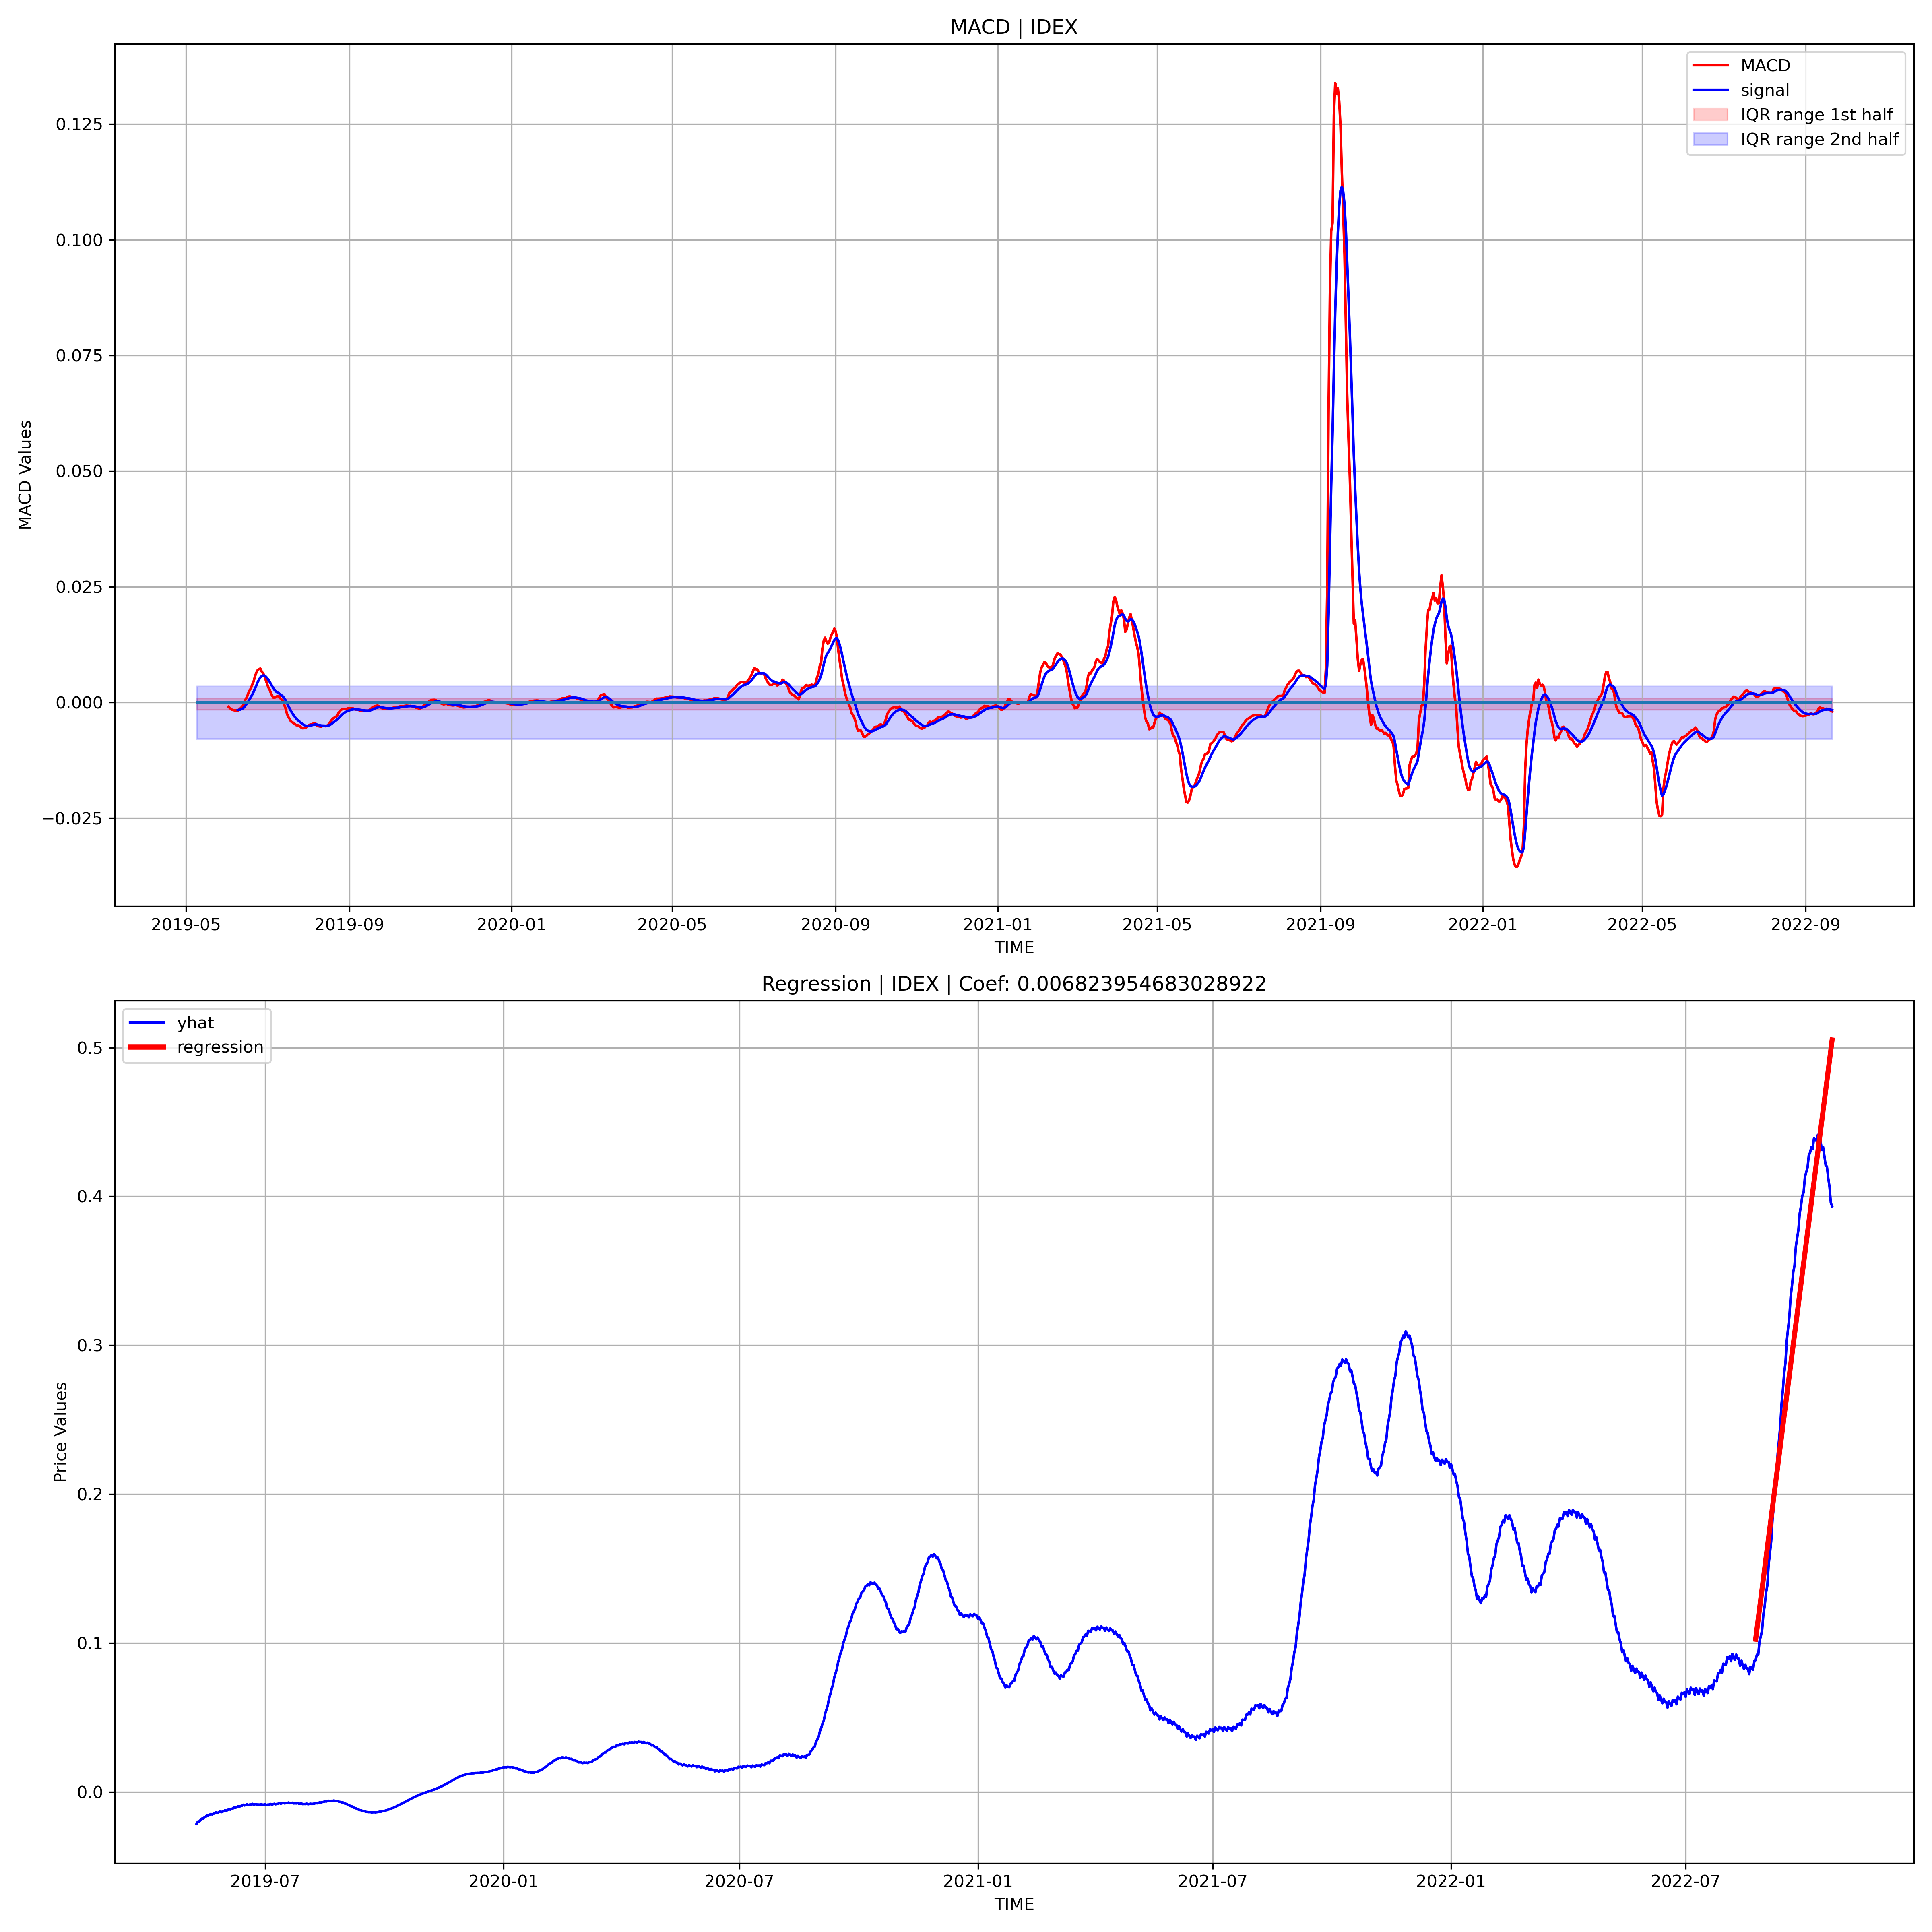 MACD | IDEX
MACD
signal
IQR range 1st half
IQR range 2nd half
MACD Values
0.125
0.100
0.075
0.050
0.025
0.000
−0.025
2019-05 2019-09 2020-01 2020-05 2020-09 2021-01 2021-05 2021-09 2022-01 2022-05 2022-09
TIME
Regression | IDEX | Coef: 0.006823954683028922
yhat
regression
Price Values
0.5
0.4
0.3
0.2
0.1
0.0
2019-07 2020-01 2020-07 2021-01 2021-07 2022-01 2022-07
TIME